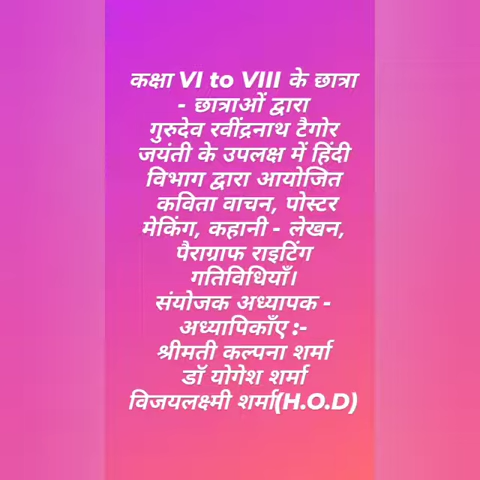 कक्षा VI to VIII के छात्रा
- छात्राओं द्वारा
गुरुदेव रवींद्रनाथ टैगोर
जयंती के उपलक्ष में हिंदी
विभाग द्वारा आयोजित
कविता वाचन, पोस्टर
मेकिंग, कहानी - लेखन,
पैराग्राफ राइटिंग
गतिविधियाँ।
संयोजक अध्यापक -
अध्यापिकाँए :-
श्रीमती कल्पना शर्मा
डॉ योगेश शर्मा
विजयलक्ष्मी शर्मा(H.O.D)